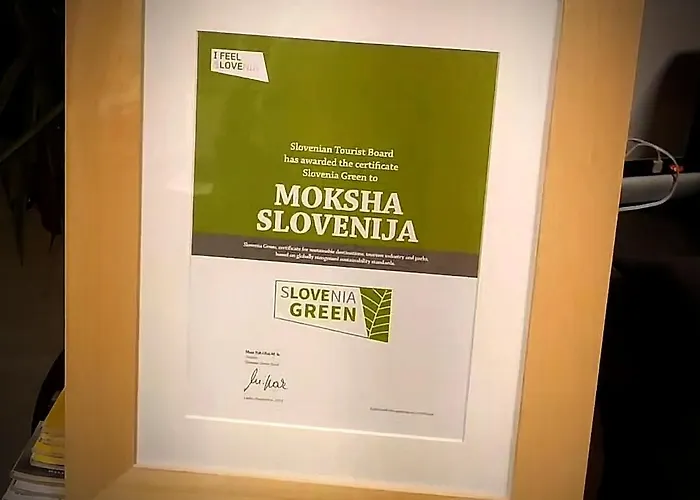 I FEEL
SLOVENIA
Slovenian Tourist Board
has awarded the certificate
Slovenia Green to
MOKSHA
SLOVENIJA
Slovenia Green, certificate for sustainable destinations, tourism industry and parks,
based on globally recognised sustainability standards.
SLOVENIA
GREEN